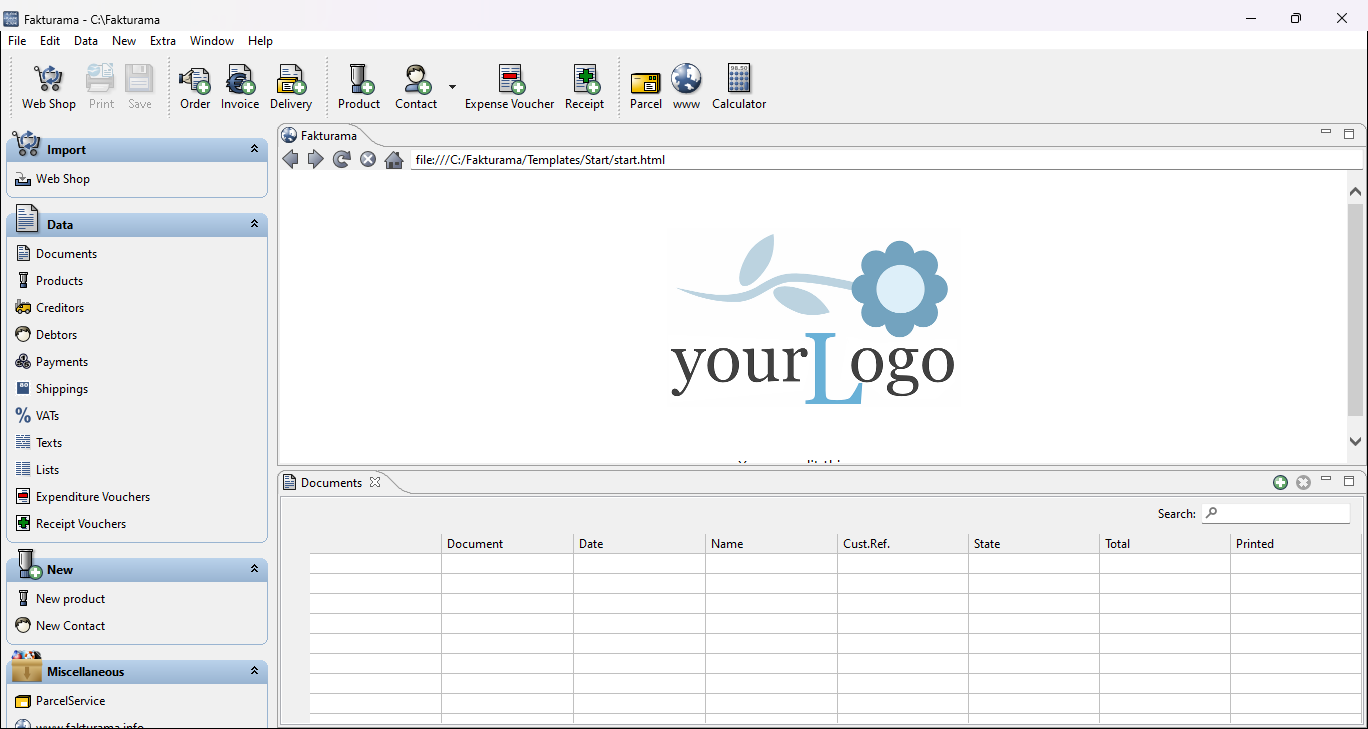 Fakturama - C:\Fakturama
File Edit Data New Extra Window Help
Web Shop Print Save Order Invoice Delivery Product Contact Expense Voucher Receipt Parcel www Calculator
Import
Web Shop
Data
Documents
Products
Creditors
Debtors
Payments
Shippings
VATs
Texts
Lists
Expenditure Vouchers
Receipt Vouchers
New
New product
New Contact
Miscellaneous
ParcelService
www.fakturama.info
Fakturama
file:///C:/Fakturama/Templates/Start/start.html
yourLogo
Documents
Search:
Document Date Name Cust.Ref. State Total Printed